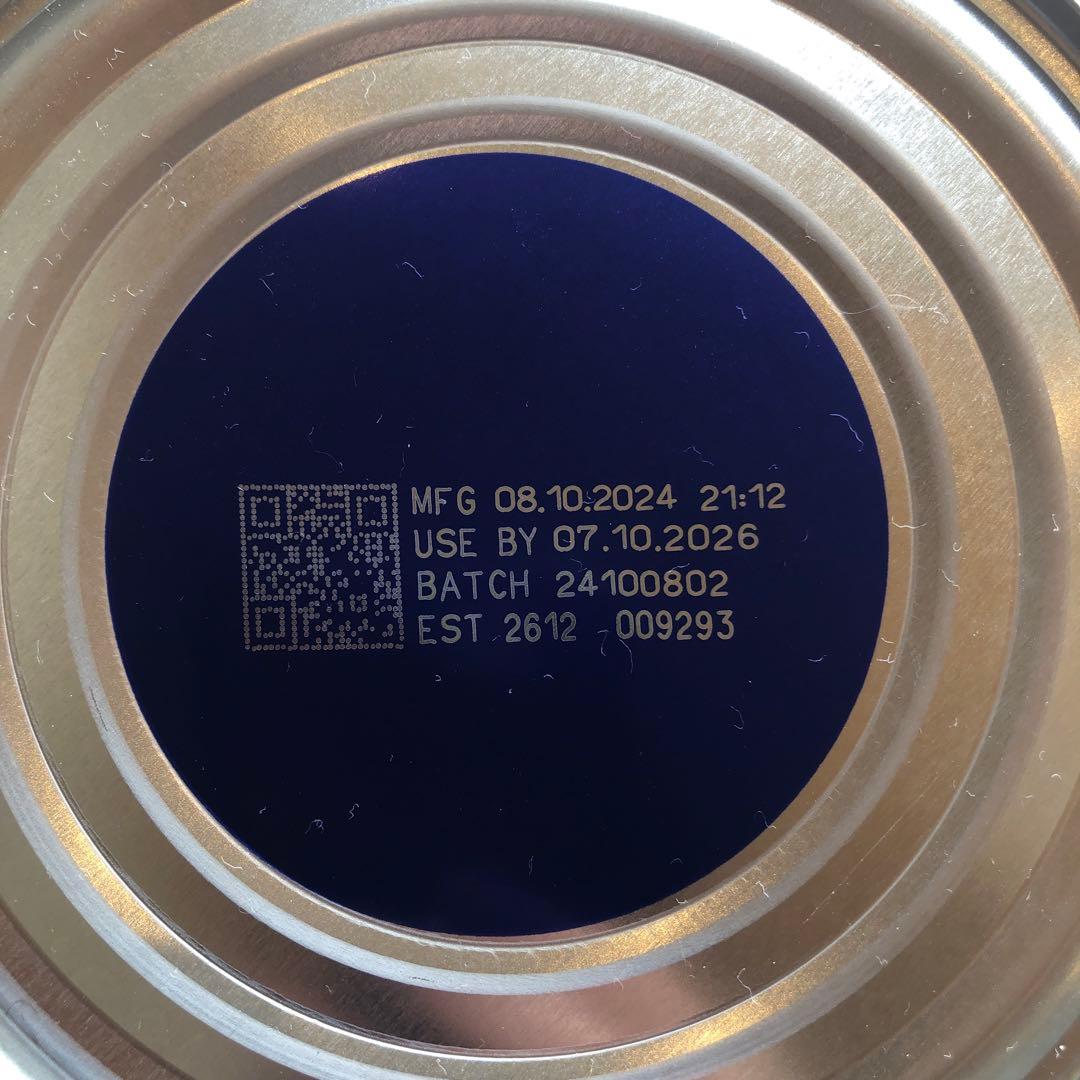 MFG 08.10.2024 21:12
USE BY 07.10.2026
BATCH 24100802
EST 2612 009293